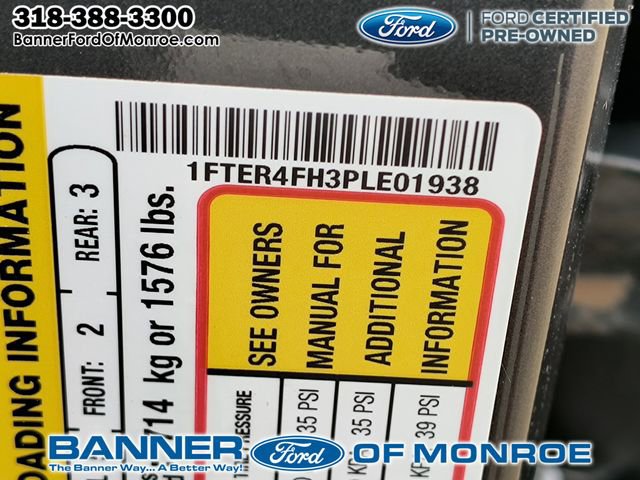 318-388-3300
BannerFordOfMonroe.com
Ford
FORD CERTIFIED
PRE-OWNED
1FTER4FH3PLE01938
LOADING INFORMATION
FRONT: 2 REAR: 3
714 kg or 1576 lbs.
SEE OWNERS
MANUAL FOR
ADDITIONAL
INFORMATION
PRESSURE
35 PSI
35 PSI
39 PSI
BANNER Ford OF MONROE
The Banner Way... A Better Way!